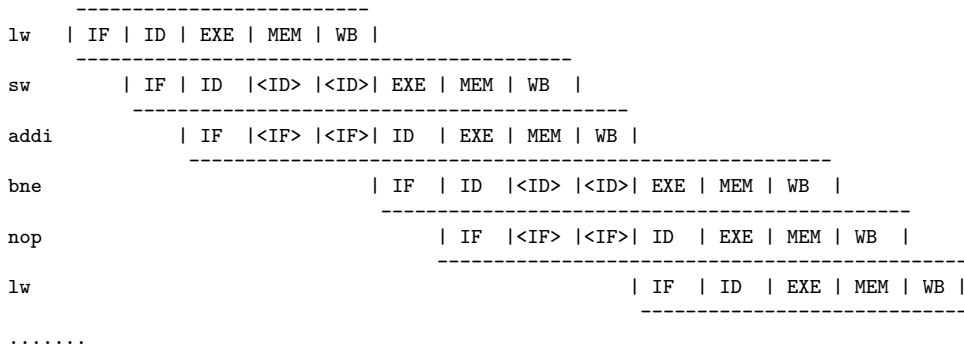 ---------------------------
lw | IF | ID | EXE | MEM | WB |
--------------------------------------------
sw | IF | ID |<ID> |<ID>| EXE | MEM | WB |
--------------------------------------------
addi | IF |<IF> |<IF>| ID | EXE | MEM | WB |
---------------------------------------------------------
bne | IF | ID |<ID> |<ID>| EXE | MEM | WB |
-----------------------------------------------
nop | IF |<IF> |<IF>| ID | EXE | MEM | WB |
-----------------------------------------------
lw | IF | ID | EXE | MEM | WB |
-----------------------------
.......